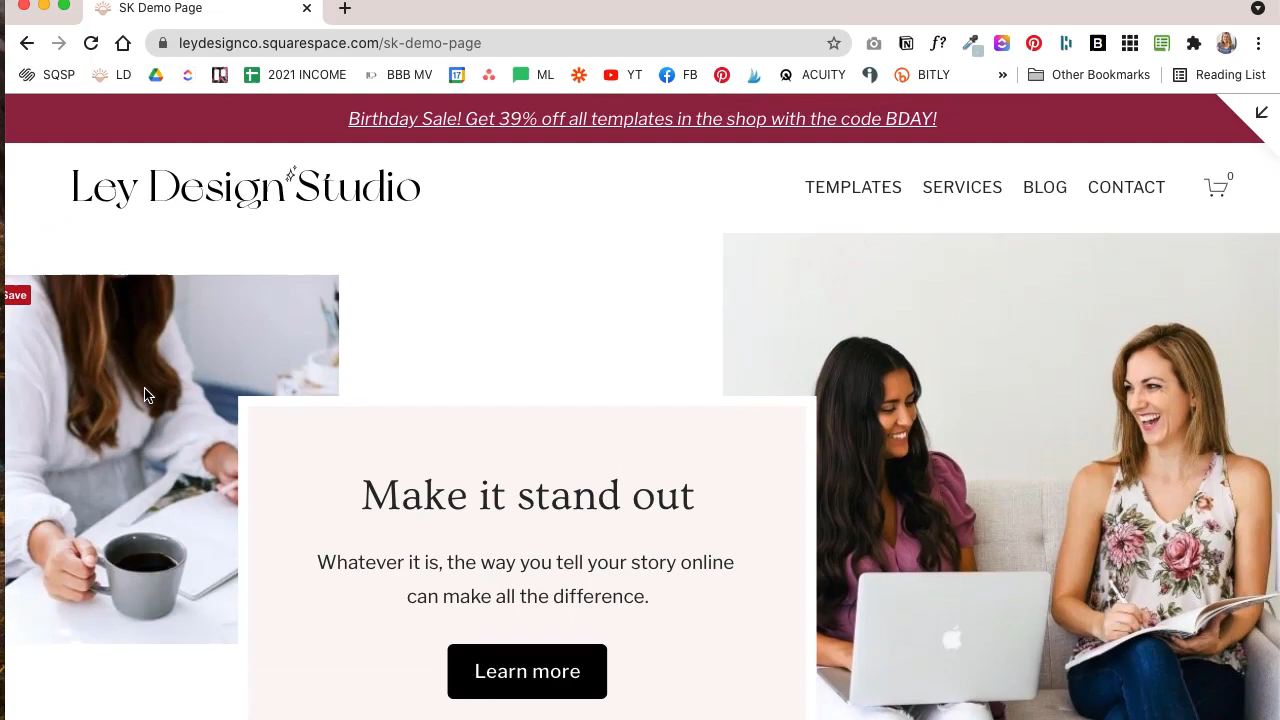 SK Demo Page
leydesignco.squarespace.com/sk-demo-page
f?
SQSP LD 2021 INCOME BBB MV 17 ML YT FB ACUITY BITLY » Other Bookmarks Reading List
Birthday Sale! Get 39% off all templates in the shop with the code BDAY!
Ley Design Studio
TEMPLATES SERVICES BLOG CONTACT 0
Save
Make it stand out
Whatever it is, the way you tell your story online
can make all the difference.
Learn more